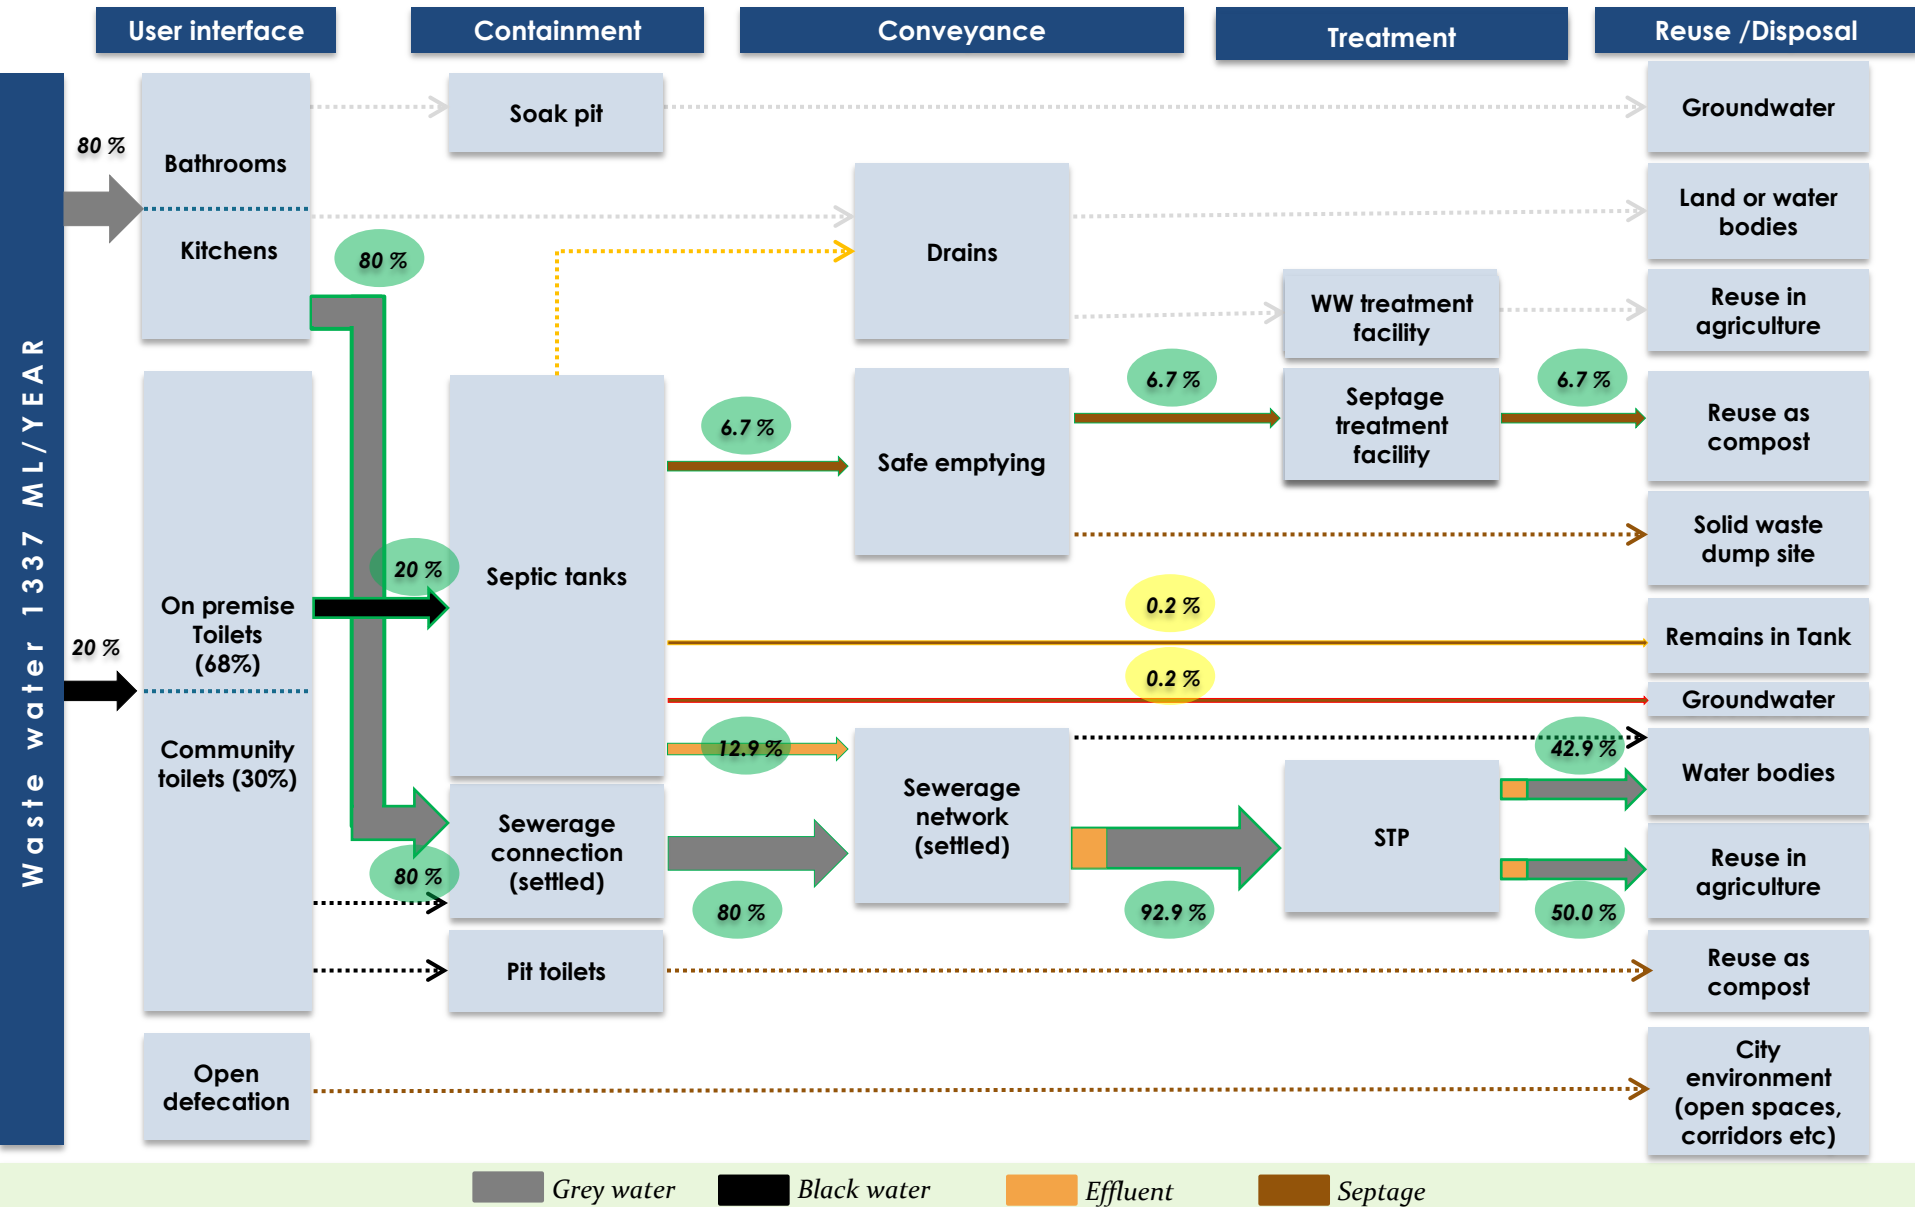 User interface
Containment
Conveyance
Treatment
Reuse /Disposal
Waste water 1337 ML/YEAR
80 %
Bathrooms
Kitchens
80 %
20 %
On premise
Toilets
(68%)
Community
toilets (30%)
Open
defecation
Soak pit
20 %
Septic tanks
80 %
Sewerage
connection
(settled)
Pit toilets
6.7 %
12.9 %
80 %
Drains
Safe emptying
Sewerage
network
(settled)
6.7 %
0.2 %
0.2 %
92.9 %
WW treatment
facility
Septage
treatment
facility
STP
6.7 %
42.9 %
50.0 %
Groundwater
Land or water
bodies
Reuse in
agriculture
Reuse as
compost
Solid waste
dump site
Remains in Tank
Groundwater
Water bodies
Reuse in
agriculture
Reuse as
compost
City
environment
(open spaces,
corridors etc)
Grey water
Black water
Effluent
Septage